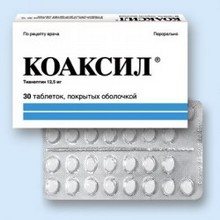 По рецепту врача Перорально
КОАКСИЛ®
Тианептин 12,5 мг
30 таблеток, покрытых оболочкой